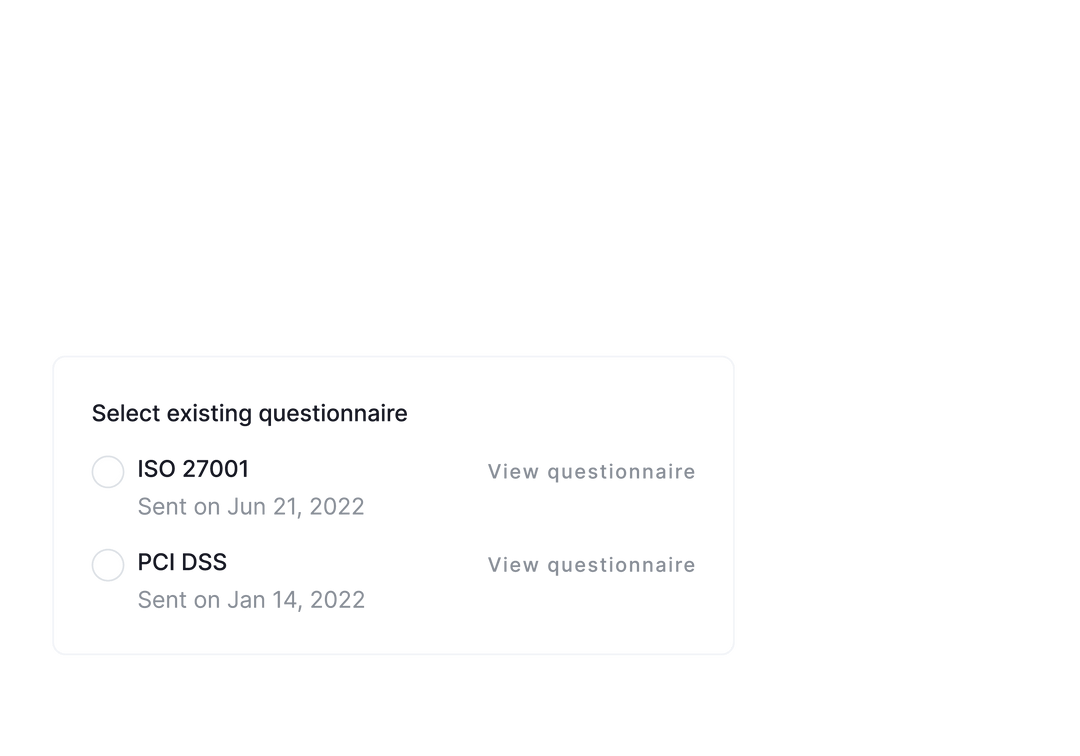 Select existing questionnaire
ISO 27001
View questionnaire
Sent on Jun 21, 2022
PCI DSS
View questionnaire
Sent on Jan 14, 2022